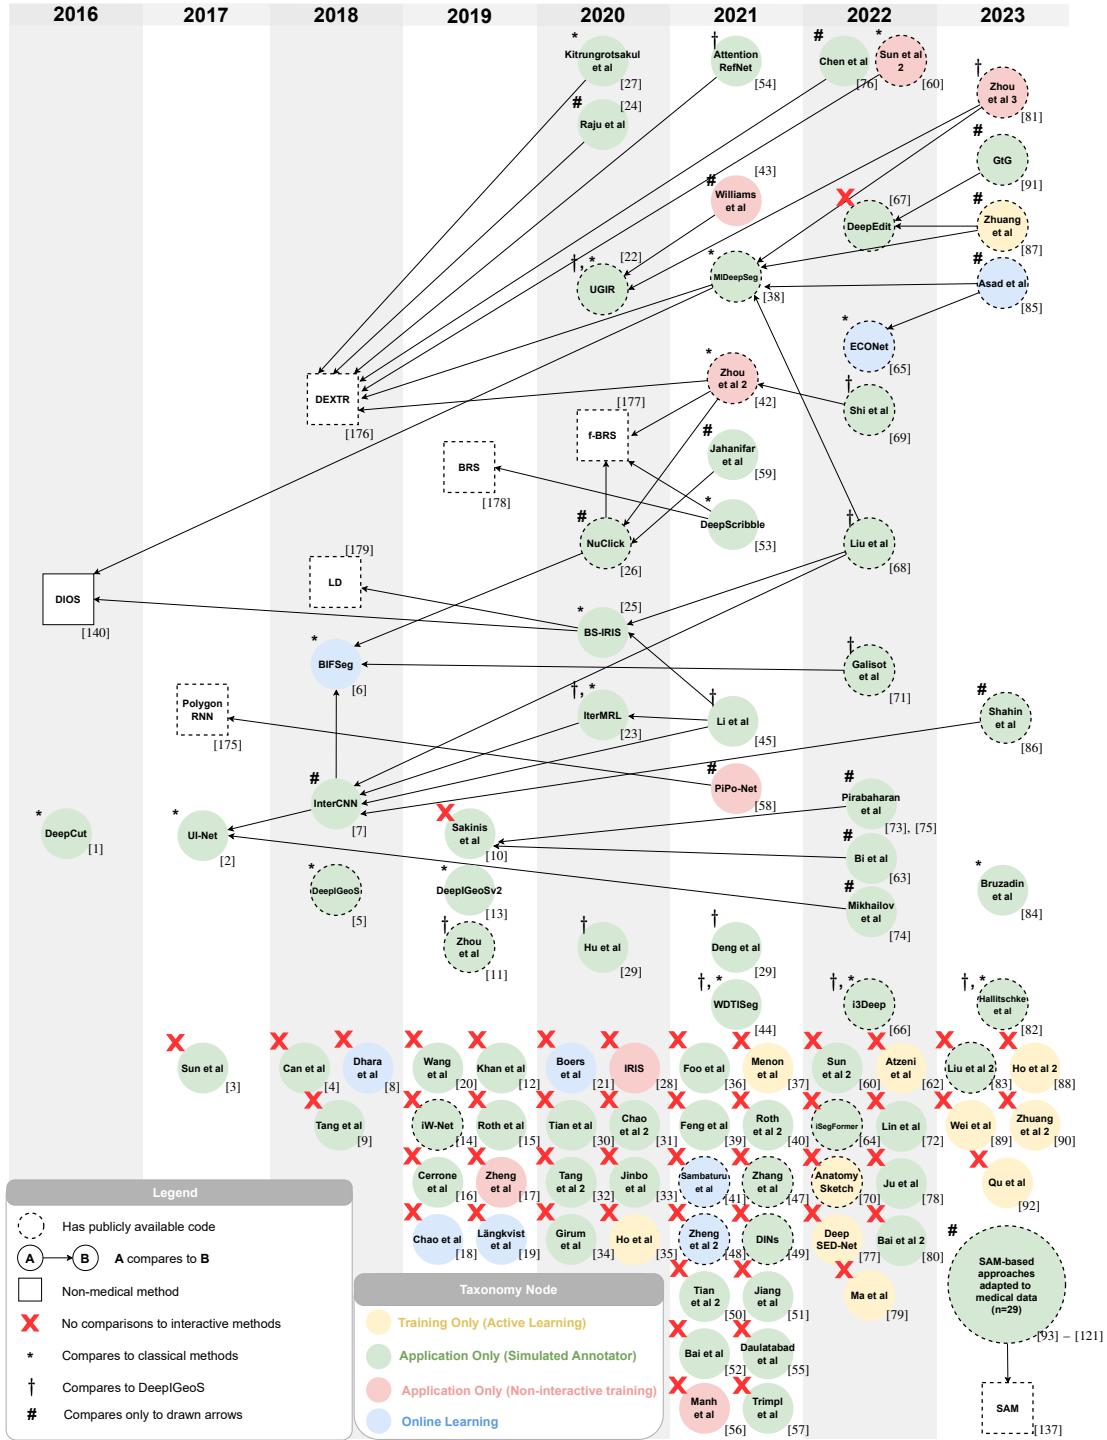 2016 2017 2018 2019 2020 2021 2022 2023
*
Kitrungrotsakul
et al
[27]
†
Attention
RefNet
[54]
#
Chen et al
[76]
*
Sun et al
2
[60]
†
Zhou
et al 3
[81]
#
[24]
Raju et al
#
GtG
[91]
[43]
#
Williams
et al
[67]
DeepEdit
#
Zhuang
et al
[87]
[22]
†, *
UGIR
*
MIDeepSeg
[38]
#
Asad et al
[85]
*
ECONet
[65]
DEXTR
[176]
*
Zhou
et al 2
[42]
†
Shi et al
[69]
[177]
f-BRS
BRS
[178]
#
Jahanifar
et al
[59]
*
DeepScribble
[53]
#
NuClick
[26]
†
Liu et al
[68]
[179]
LD
DIOS
[140]
[25]
*
BS-IRIS
*
BIFSeg
[6]
†
Galisot
et al
[71]
Polygon
RNN
[175]
†, *
IterMRL
[23]
†
Li et al
[45]
#
Shahin
et al
[86]
#
PiPo-Net
[58]
#
InterCNN
[7]
#
Pirabaharan
et al
[73], [75]
*
DeepCut
[1]
*
UI-Net
[2]
Sakinis
et al
[10]
#
Bi et al
[63]
*
DeepIGeoS
[5]
*
DeepIGeoSv2
[13]
#
Mikhailov
et al
[74]
*
Bruzadin
et al
[84]
†
Zhou
et al
[11]
†
Hu et al
[29]
†
Deng et al
[29]
†, *
WDTISeg
[44]
†, *
i3Deep
[66]
†, *
Hallitschke
et al
[82]
Sun et al
[3]
Can et al
[4]
Dhara
et al
[8]
Wang
et al
[20]
Khan et al
[12]
Boers
et al
[21]
IRIS
[28]
Foo et al
[36]
Menon
et al
[37]
Sun
et al 2
[60]
Atzeni
et al
[62]
Liu et al 2
[83]
Ho et al 2
[88]
Tang et al
[9]
iW-Net
[14]
Roth et al
[15]
Tian et al
[30]
Chao
et al 2
[31]
Feng et al
[39]
Roth
et al 2
[40]
iSegFormer
[64]
Lin et al
[72]
Wei et al
[89]
Zhuang
et al 2
[90]
Cerrone
et al
[16]
Zheng
et al
[17]
Tang
et al 2
[32]
Jinbo
et al
[33]
Sambaturu
et al
[41]
Zhang
et al
[47]
Anatomy
Sketch
[70]
Ju et al
[78]
Qu et al
[92]
Chao et al
[18]
Längkvist
et al
[19]
Girum
et al
[34]
Ho et al
[35]
Zheng
et al 2
[48]
DINs
[49]
Deep
SED-Net
[77]
Bai et al 2
[80]
Tian
et al 2
[50]
Jiang
et al
[51]
Ma et al
[79]
Bai et al
[52]
Daulatabad
et al
[55]
Manh
et al
[56]
Trimpl
et al
[57]
#
SAM-based
approaches
adapted to
medical data
(n=29)
[93] – [121]
SAM
[137]
Legend
Has publicly available code
A B A compares to B
Non-medical method
X No comparisons to interactive methods
* Compares to classical methods
† Compares to DeepIGeoS
# Compares only to drawn arrows
Taxonomy Node
Training Only (Active Learning)
Application Only (Simulated Annotator)
Application Only (Non-interactive training)
Online Learning